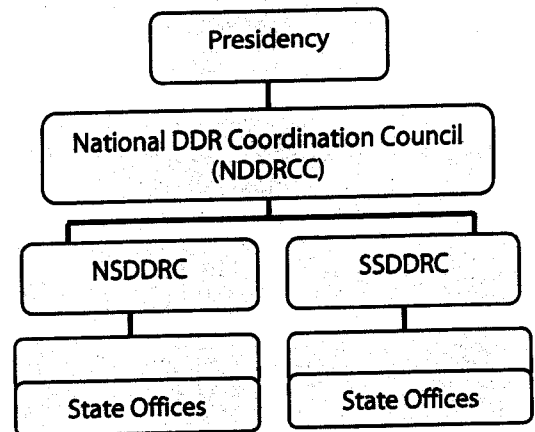 Presidency
National DDR Coordination Council
(NDDRCC)
NSDDRC
SSDDRC
State Offices
State Offices